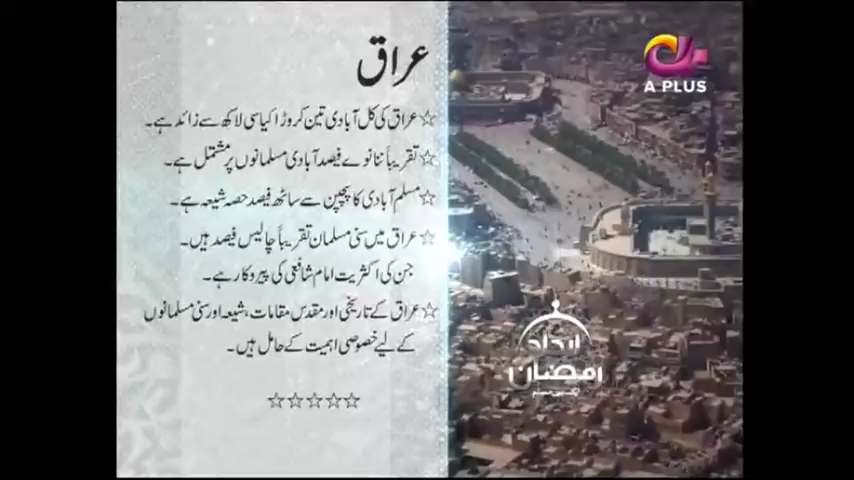 عراق
☆عراق کی کل آبادی تین کروڑ اکیاسی لاکھ سے زائد ہے۔
☆تقریباً ننانوے فیصد آبادی مسلمانوں پر مشتمل ہے۔
☆مسلم آبادی کا پچپن سے ساٹھ فیصد حصہ شیعہ ہے۔
☆عراق میں سنی مسلمان تقریباً چالیس فیصد ہیں۔
جن کی اکثریت امام شافعی کی پیروکار ہے۔
☆عراق کے تاریخی اور مقدس مقامات، شیعہ اور سنی مسلمانوں
کے لیے خصوصی اہمیت کے حامل ہیں۔
☆☆☆☆☆
A PLUS
رمضان